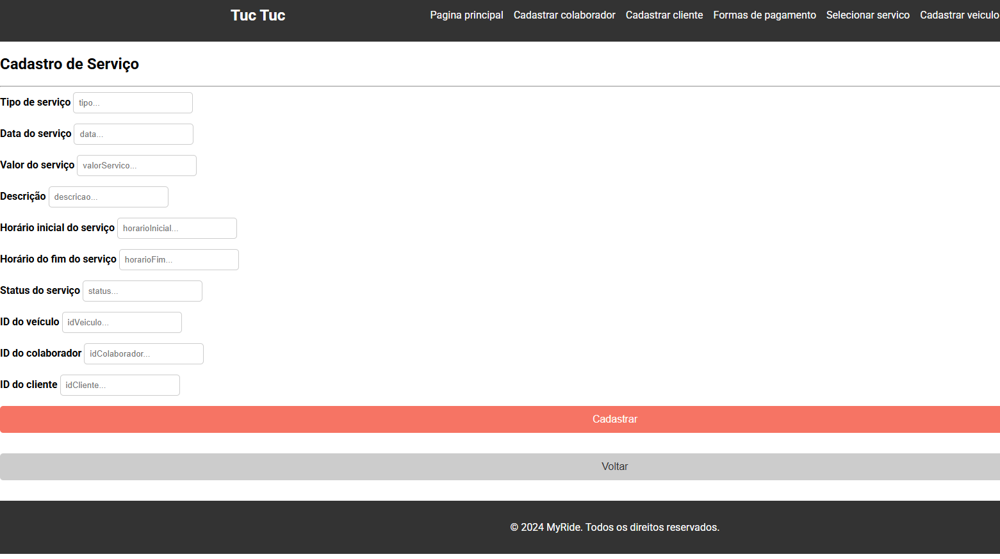 Tuc Tuc Pagina principal Cadastrar colaborador Cadastrar cliente Formas de pagamento Selecionar servico Cadastrar veiculo
Cadastro de Serviço
Tipo de serviço tipo...
Data do serviço data...
Valor do serviço valorServico...
Descrição descricao...
Horário inicial do serviço horarioInicial...
Horário do fim do serviço horarioFim...
Status do serviço status...
ID do veículo idVeiculo...
ID do colaborador idColaborador...
ID do cliente idCliente...
Cadastrar
Voltar
© 2024 MyRide. Todos os direitos reservados.